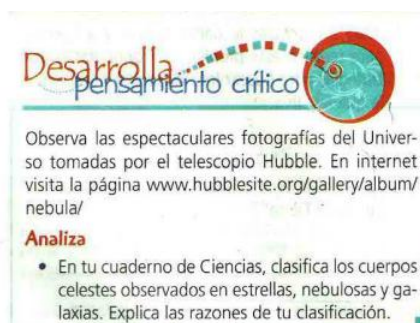 Desarrolla
pensamiento crítico
Observa las espectaculares fotografías del Univer-
so tomadas por el telescopio Hubble. En internet
visita la página www.hubblesite.org/gallery/album/
nebula/
Analiza
• En tu cuaderno de Ciencias, clasifica los cuerpos
celestes observados en estrellas, nebulosas y ga-
laxias. Explica las razones de tu clasificación.